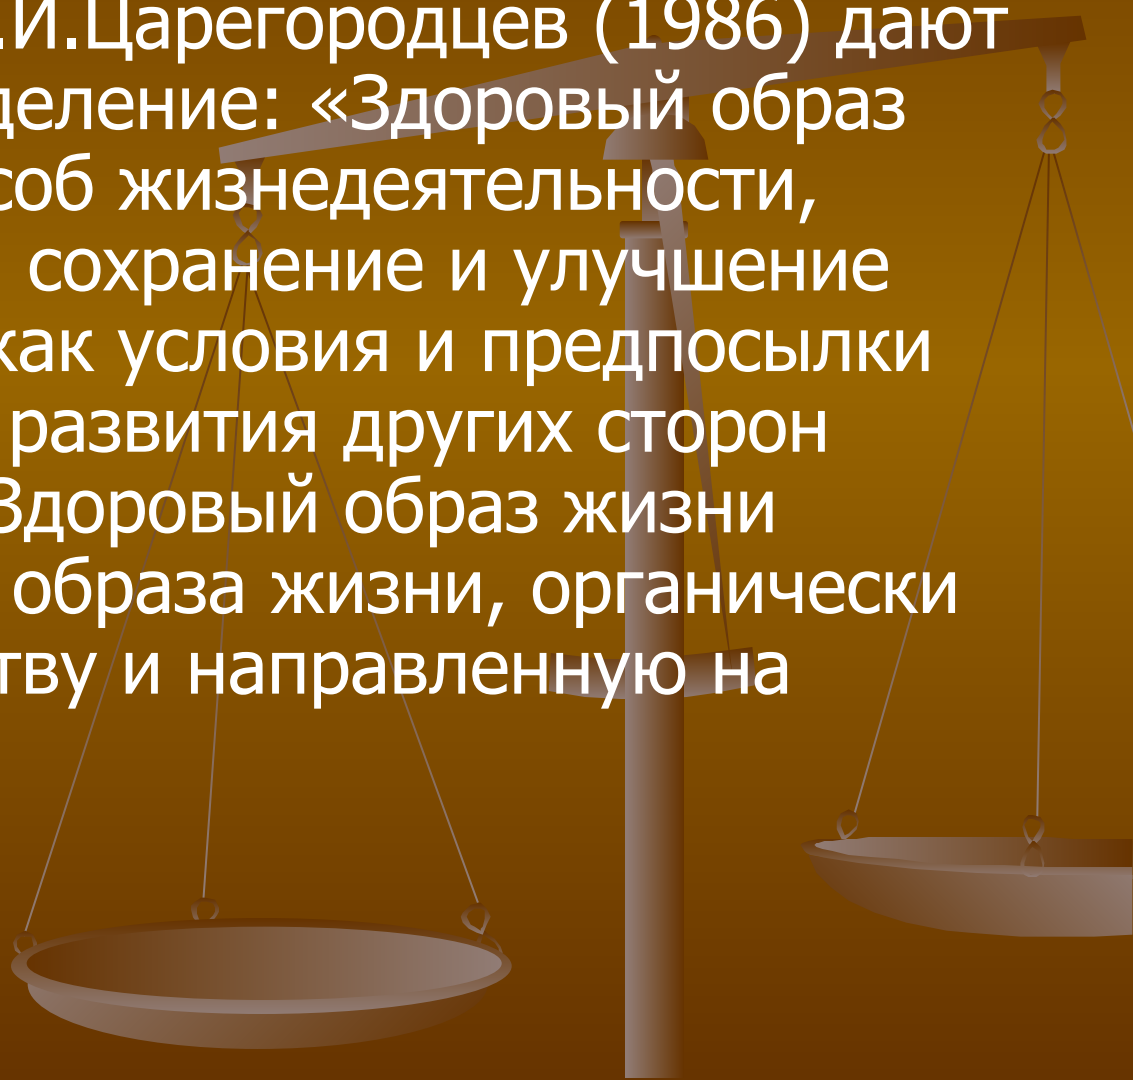 .И.Царегородцев (1986) дают
деление: «Здоровый образ
соб жизнедеятельности,
сохранение и улучшение
как условия и предпосылки
развития других сторон
Здоровый образ жизни
образа жизни, органически
тву и направленную на